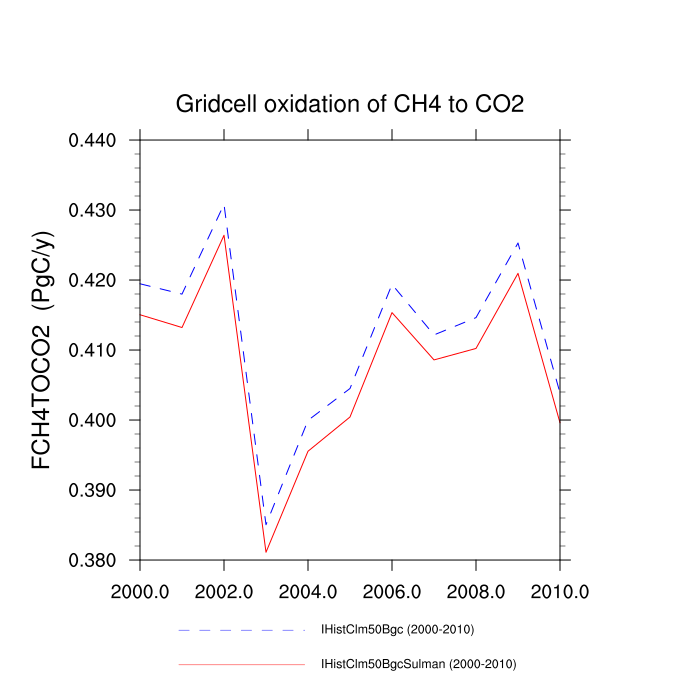 Gridcell oxidation of CH4 to CO2
FCH4TOCO2 (PgC/y)
0.440
0.430
0.420
0.410
0.400
0.390
0.380
2000.0 2002.0 2004.0 2006.0 2008.0 2010.0
IHistClm50Bgc (2000-2010)
IHistClm50BgcSulman (2000-2010)